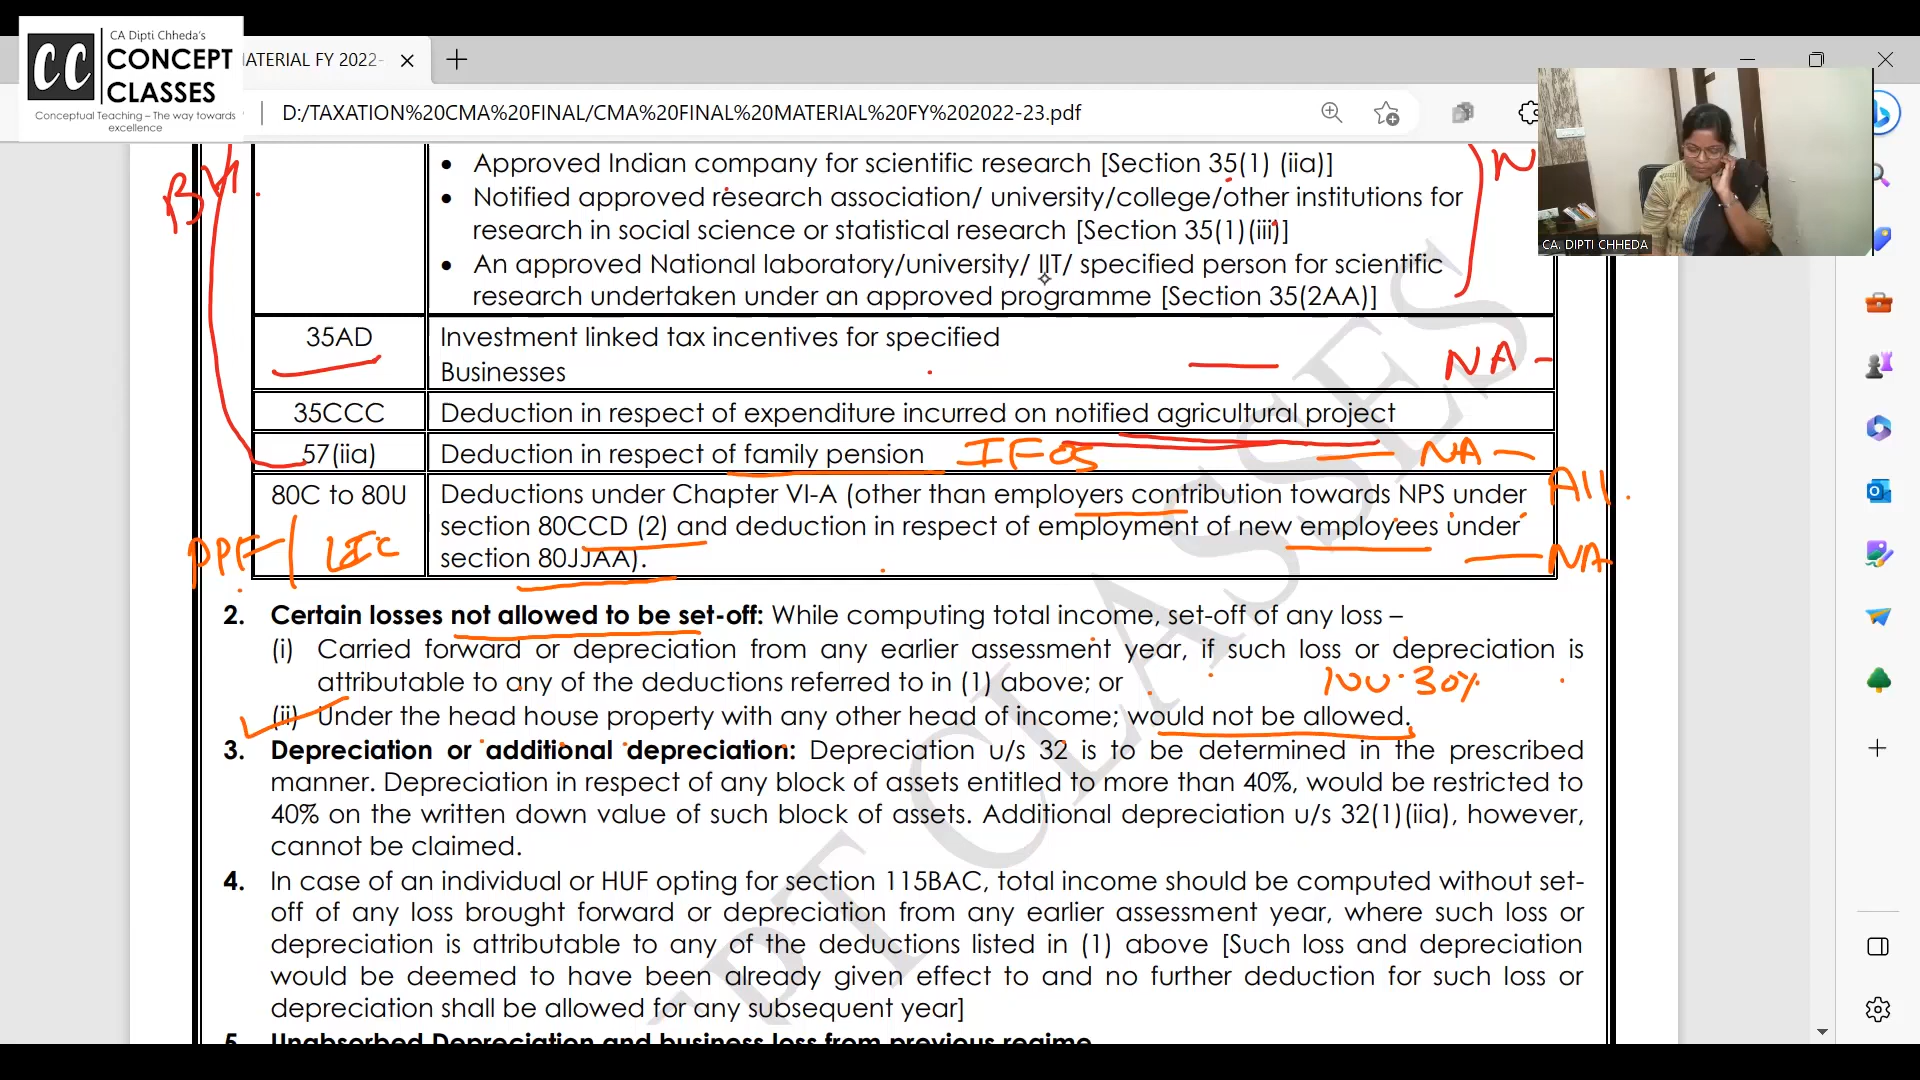 CA Dipti Chheda's
CC CONCEPT
CLASSES
Conceptual Teaching – The way towards
excellence
ATERIAL FY 2022-
D:/TAXATION%20CMA%20FINAL/CMA%20FINAL%20MATERIAL%20FY%202022-23.pdf
CA. DIPTI CHHEDA
• Approved Indian company for scientific research [Section 35(1) (iia)]
• Notified approved research association/ university/college/other institutions for
research in social science or statistical research [Section 35(1)(iii)]
• An approved National laboratory/university/ IIT/ specified person for scientific
research undertaken under an approved programme [Section 35(2AA)]
35AD Investment linked tax incentives for specified
Businesses NA
35CCC Deduction in respect of expenditure incurred on notified agricultural project
57(iia) Deduction in respect of family pension IFOS NA
80C to 80U Deductions under Chapter VI-A (other than employers contribution towards NPS under All
section 80CCD (2) and deduction in respect of employment of new employees under
PPF LIC section 80JJAA). NA
2. Certain losses not allowed to be set-off: While computing total income, set-off of any loss –
(i) Carried forward or depreciation from any earlier assessment year, if such loss or depreciation is
attributable to any of the deductions referred to in (1) above; or 100.30%
(ii) Under the head house property with any other head of income; would not be allowed.
3. Depreciation or additional depreciation: Depreciation u/s 32 is to be determined in the prescribed
manner. Depreciation in respect of any block of assets entitled to more than 40%, would be restricted to
40% on the written down value of such block of assets. Additional depreciation u/s 32(1)(iia), however,
cannot be claimed.
4. In case of an individual or HUF opting for section 115BAC, total income should be computed without set-
off of any loss brought forward or depreciation from any earlier assessment year, where such loss or
depreciation is attributable to any of the deductions listed in (1) above [Such loss and depreciation
would be deemed to have been already given effect to and no further deduction for such loss or
depreciation shall be allowed for any subsequent year]
5. Unabsorbed Depreciation and business loss from previous regime